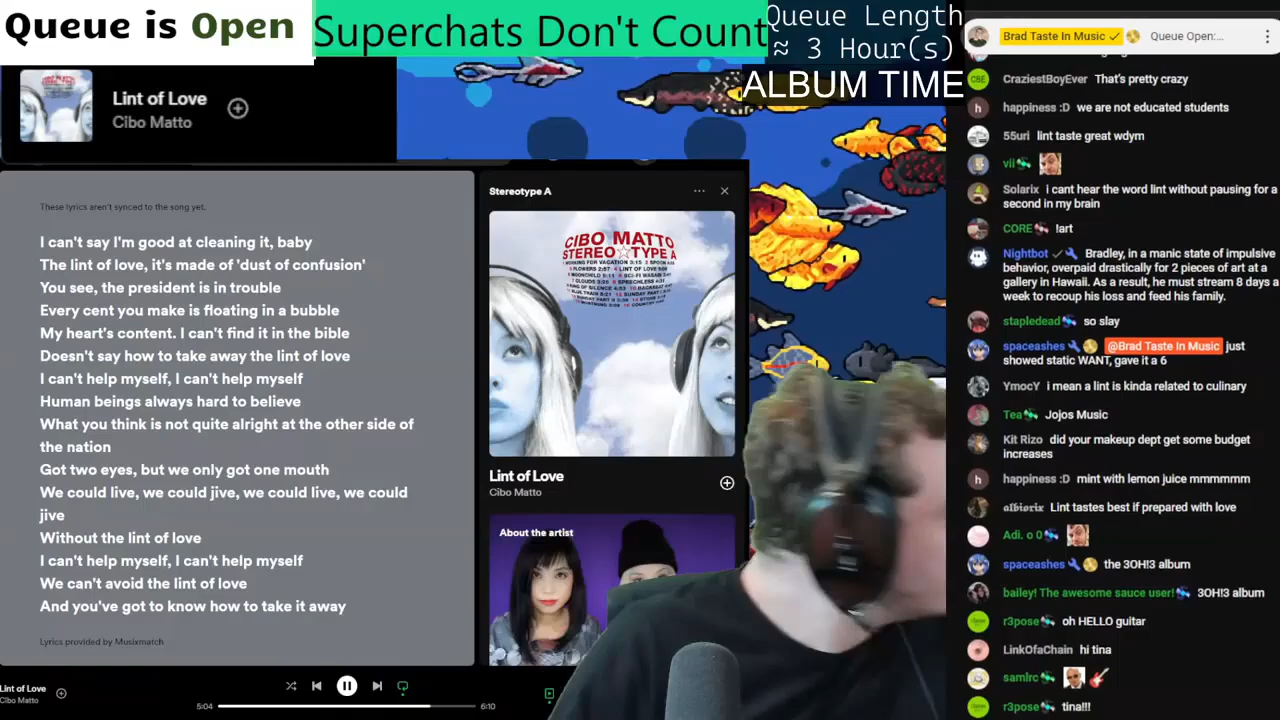 Queue is Open
Superchats Don't Count
Queue Length
≈ 3 Hour(s)
ALBUM TIME
Lint of Love
Cibo Matto
These lyrics aren't synced to the song yet.
I can't say I'm good at cleaning it, baby
The lint of love, it's made of 'dust of confusion'
You see, the president is in trouble
Every cent you make is floating in a bubble
My heart's content. I can't find it in the bible
Doesn't say how to take away the lint of love
I can't help myself, I can't help myself
Human beings always hard to believe
What you think is not quite alright at the other side of
the nation
Got two eyes, but we only got one mouth
We could live, we could jive, we could live, we could
jive
Without the lint of love
I can't help myself, I can't help myself
We can't avoid the lint of love
And you've got to know how to take it away
Lyrics provided by Musixmatch
Stereotype A
CIBO MATTO
STEREO TYPE A
Lint of Love
Cibo Matto
About the artist
Lint of Love
Cibo Matto
5:04
6:10
Brad Taste In Music Queue Open:...
CraziestBoyEver That's pretty crazy
happiness :D we are not educated students
55uri lint taste great wdym
vii
Solarix i cant hear the word lint without pausing for a
second in my brain
CORE !art
Nightbot Bradley, in a manic state of impulsive
behavior, overpaid drastically for 2 pieces of art at a
gallery in Hawaii. As a result, he must stream 8 days a
week to recoup his loss and feed his family.
stapledead so slay
spaceashes @Brad Taste In Music just
showed static WANT, gave it a 6
YmocY i mean a lint is kinda related to culinary
Tea Jojos Music
Kit Rizo did your makeup dept get some budget
increases
happiness :D mint with lemon juice mmmmmm
albiorix Lint tastes best if prepared with love
Adi. o 0
spaceashes the 3OH!3 album
bailey! The awesome sauce user! 3OH!3 album
r3pose oh HELLO guitar
LinkOfaChain hi tina
samlrc
r3pose tina!!!